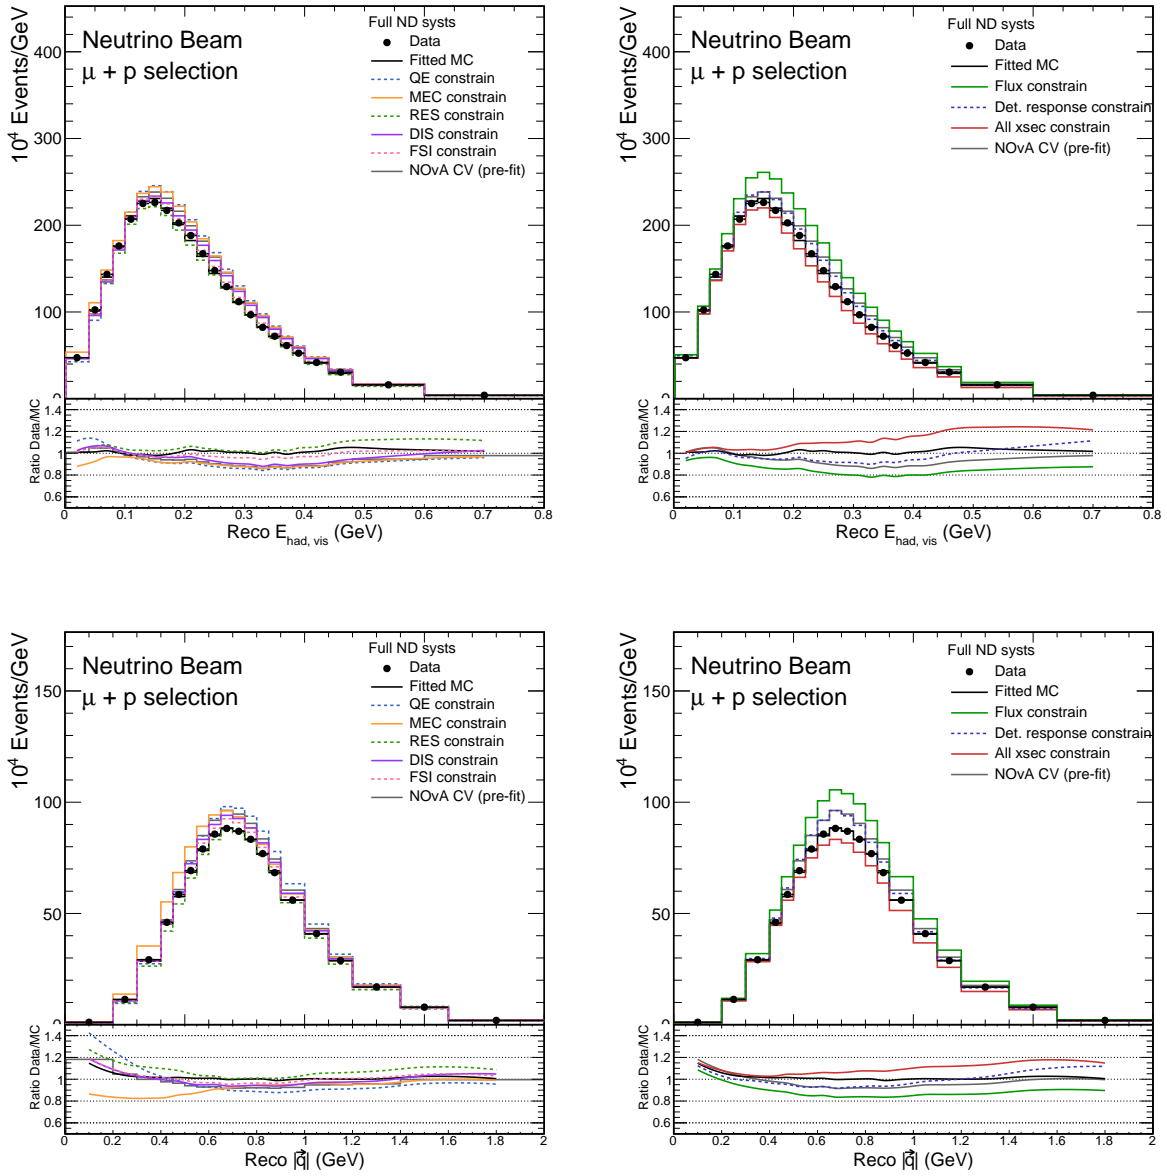 10⁴ Events/GeV
400
300
200
100
0
Neutrino Beam
μ + p selection
Full ND systs
Data
Fitted MC
QE constrain
MEC constrain
RES constrain
DIS constrain
FSI constrain
NOvA CV (pre-fit)
Ratio Data/MC
1.4
1.2
1
0.8
0.6
0 0.1 0.2 0.3 0.4 0.5 0.6 0.7 0.8
Reco E_had, vis (GeV)
10⁴ Events/GeV
400
300
200
100
0
Neutrino Beam
μ + p selection
Full ND systs
Data
Fitted MC
Flux constrain
Det. response constrain
All xsec constrain
NOvA CV (pre-fit)
Ratio Data/MC
1.4
1.2
1
0.8
0.6
0 0.1 0.2 0.3 0.4 0.5 0.6 0.7 0.8
Reco E_had, vis (GeV)
10⁴ Events/GeV
150
100
50
0
Neutrino Beam
μ + p selection
Full ND systs
Data
Fitted MC
QE constrain
MEC constrain
RES constrain
DIS constrain
FSI constrain
NOvA CV (pre-fit)
Ratio Data/MC
1.4
1.2
1
0.8
0.6
0 0.2 0.4 0.6 0.8 1 1.2 1.4 1.6 1.8 2
Reco |q⃗| (GeV)
10⁴ Events/GeV
150
100
50
0
Neutrino Beam
μ + p selection
Full ND systs
Data
Fitted MC
Flux constrain
Det. response constrain
All xsec constrain
NOvA CV (pre-fit)
Ratio Data/MC
1.4
1.2
1
0.8
0.6
0 0.2 0.4 0.6 0.8 1 1.2 1.4 1.6 1.8 2
Reco |q⃗| (GeV)